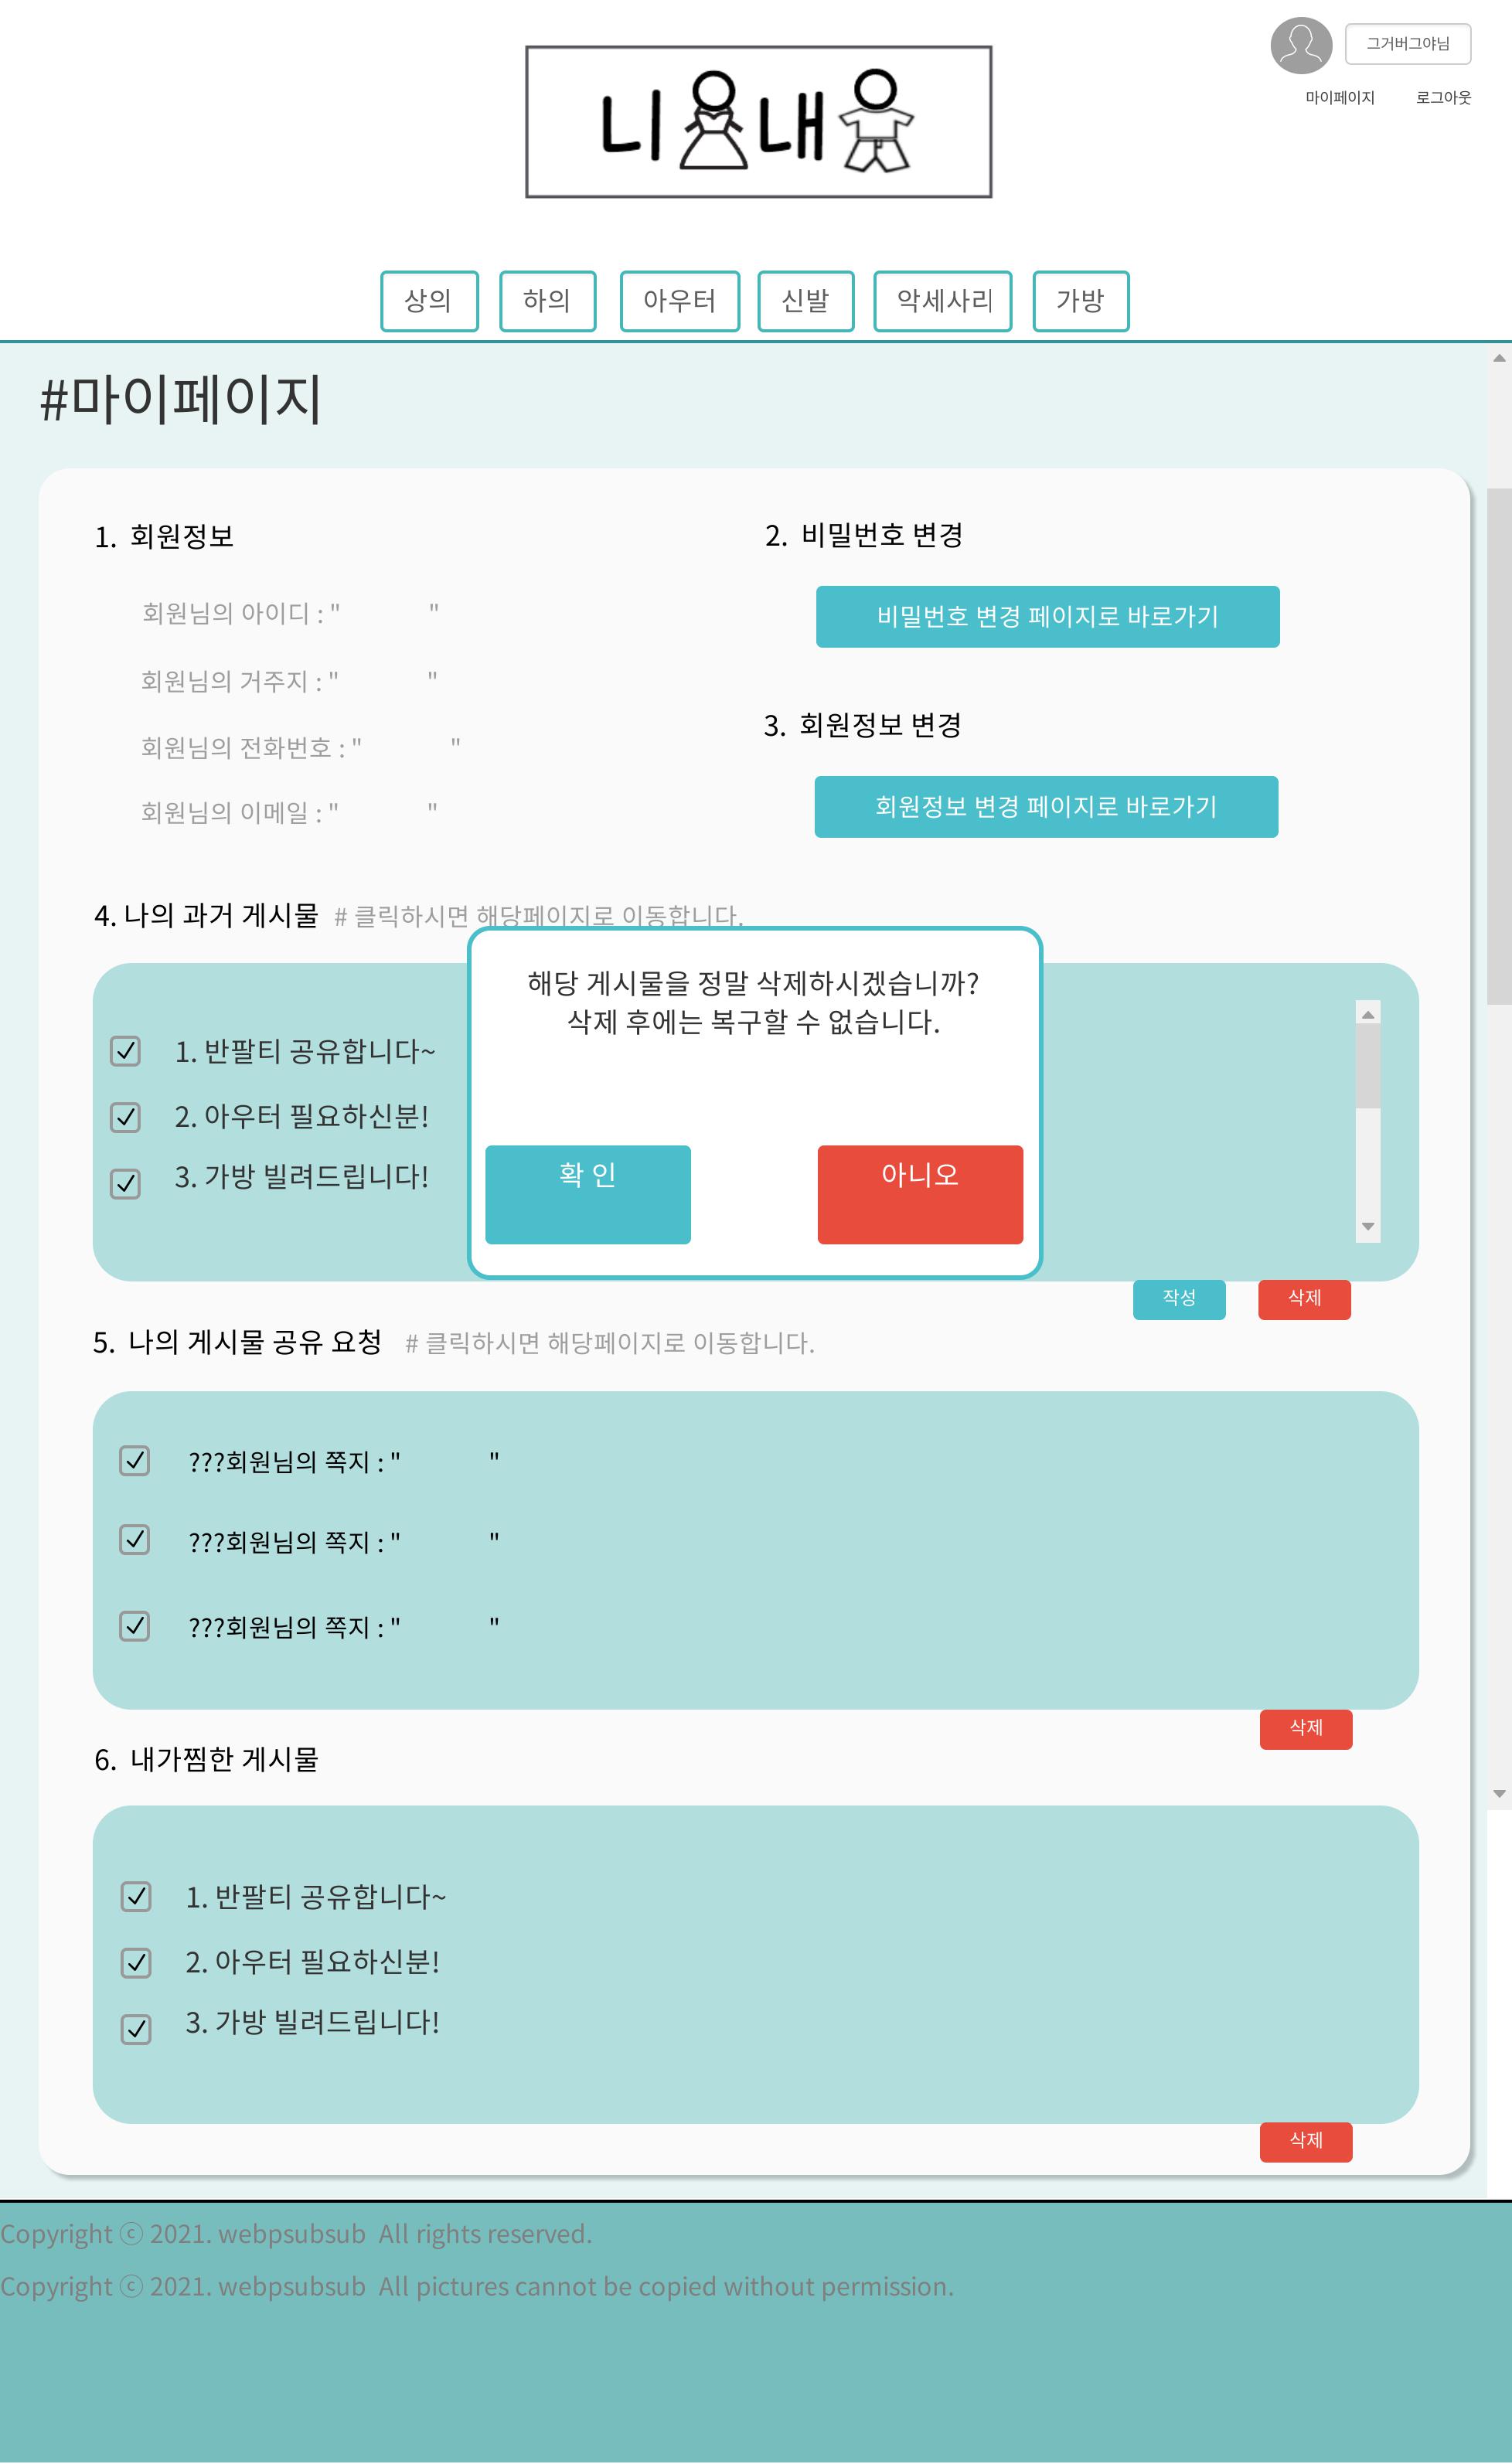 그거버그야님
마이페이지 로그아웃
니 내
상의 하의 아우터 신발 악세사리 가방
#마이페이지
1. 회원정보
2. 비밀번호 변경
회원님의 아이디 : " "
비밀번호 변경 페이지로 바로가기
회원님의 거주지 : " "
3. 회원정보 변경
회원님의 전화번호 : " "
회원님의 이메일 : " "
회원정보 변경 페이지로 바로가기
4. 나의 과거 게시물 # 클릭하시면 해당페이지로 이동합니다.
해당 게시물을 정말 삭제하시겠습니까?
삭제 후에는 복구할 수 없습니다.
확 인 아니오
1. 반팔티 공유합니다~
2. 아우터 필요하신분!
3. 가방 빌려드립니다!
작성 삭제
5. 나의 게시물 공유 요청 # 클릭하시면 해당페이지로 이동합니다.
???회원님의 쪽지 : " "
???회원님의 쪽지 : " "
???회원님의 쪽지 : " "
삭제
6. 내가찜한 게시물
1. 반팔티 공유합니다~
2. 아우터 필요하신분!
3. 가방 빌려드립니다!
삭제
Copyright ⓒ 2021. webpsubsub All rights reserved.
Copyright ⓒ 2021. webpsubsub All pictures cannot be copied without permission.